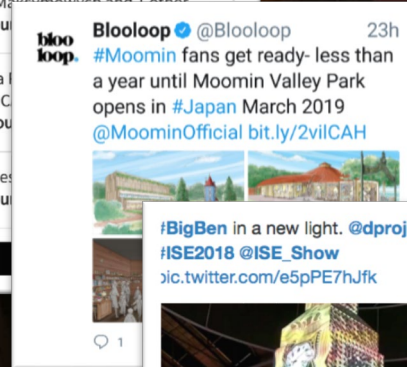 bloo
loop.
Blooloop @Blooloop 23h
#Moomin fans get ready- less than
a year until Moomin Valley Park
opens in #Japan March 2019
@MoominOfficial bit.ly/2vilCAH
#BigBen in a new light. @dproj
#ISE2018 @ISE_Show
pic.twitter.com/e5pPE7hJfk
1